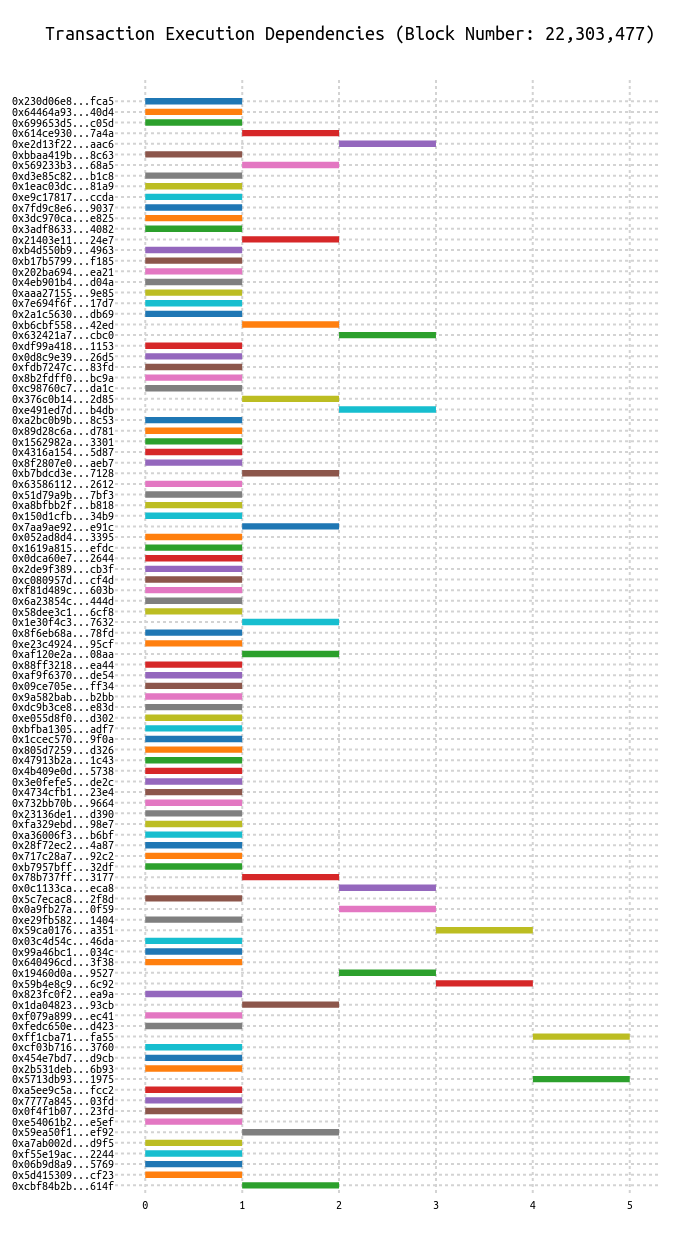 Transaction Execution Dependencies (Block Number: 22,303,477)
0x230d06e8...fca5
0x64464a93...40d4
0x699653d5...c05d
0x614ce930...7a4a
0xe2d13f22...aac6
0xbbaa419b...8c63
0x569233b3...68a5
0xd3e85c82...b1c8
0x1eac03dc...81a9
0xe9c17817...ccda
0x7fd9c8e6...9037
0x3dc970ca...e825
0x3adf8633...4082
0x21403e11...24e7
0xb4d550b9...4963
0xb17b5799...f185
0x202ba694...ea21
0x4eb901b4...d04a
0xaaa27155...9e85
0x7e694f6f...17d7
0x2a1c5630...db69
0xb6cbf558...42ed
0x632421a7...cbc0
0xdf99a418...1153
0x0d8c9e39...26d5
0xfdb7247c...83fd
0x8b2fdff0...bc9a
0xc98760c7...da1c
0x376c0b14...2d85
0xe491ed7d...b4db
0xa2bc0b9b...8c53
0x89d28c6a...d781
0x1562982a...3301
0x4316a154...5d87
0x8f2807e0...aeb7
0xb7bdcd3e...7128
0x63586112...2612
0x51d79a9b...7bf3
0xa8bfbb2f...b818
0x150d1cfb...34b9
0x7aa9ae92...e91c
0x052ad8d4...3395
0x1619a815...efdc
0x0dca60e7...2644
0x2de9f389...cb3f
0xc080957d...cf4d
0xf81d489c...603b
0x6a23854c...444d
0x58dee3c1...6cf8
0x1e30f4c3...7632
0x8f6eb68a...78fd
0xe23c4924...95cf
0xaf120e2a...08aa
0x88ff3218...ea44
0xaf9f6370...de54
0x09ce705e...ff34
0x9a582bab...b2bb
0xdc9b3ce8...e83d
0xe055d8f0...d302
0xbfba1305...adf7
0x1ccec570...9f0a
0x805d7259...d326
0x47913b2a...1c43
0x4b409e0d...5738
0x3e0fefe5...de2c
0x4734cfb1...23e4
0x732bb70b...9664
0x23136de1...d390
0xfa329ebd...98e7
0xa36006f3...b6bf
0x28f72ec2...4a87
0x717c28a7...92c2
0xb7957bff...32df
0x78b737ff...3177
0x0c1133ca...eca8
0x5c7ecac8...2f8d
0x0a9fb27a...0f59
0xe29fb582...1404
0x59ca0176...a351
0x03c4d54c...46da
0x99a46bc1...034c
0x640496cd...3f38
0x19460d0a...9527
0x59b4e8c9...6c92
0x823fc0f2...ea9a
0x1da04823...93cb
0xf079a899...ec41
0xfedc650e...d423
0xff1cba71...fa55
0xcf03b716...3760
0x454e7bd7...d9cb
0x2b531deb...6b93
0x5713db93...1975
0xa5ee9c5a...fcc2
0x7777a845...03fd
0x0f4f1b07...23fd
0xe54061b2...e5ef
0x59ea50f1...ef92
0xa7ab002d...d9f5
0xf55e19ac...2244
0x06b9d8a9...5769
0x5d415309...cf23
0xcbf84b2b...614f
0 1 2 3 4 5